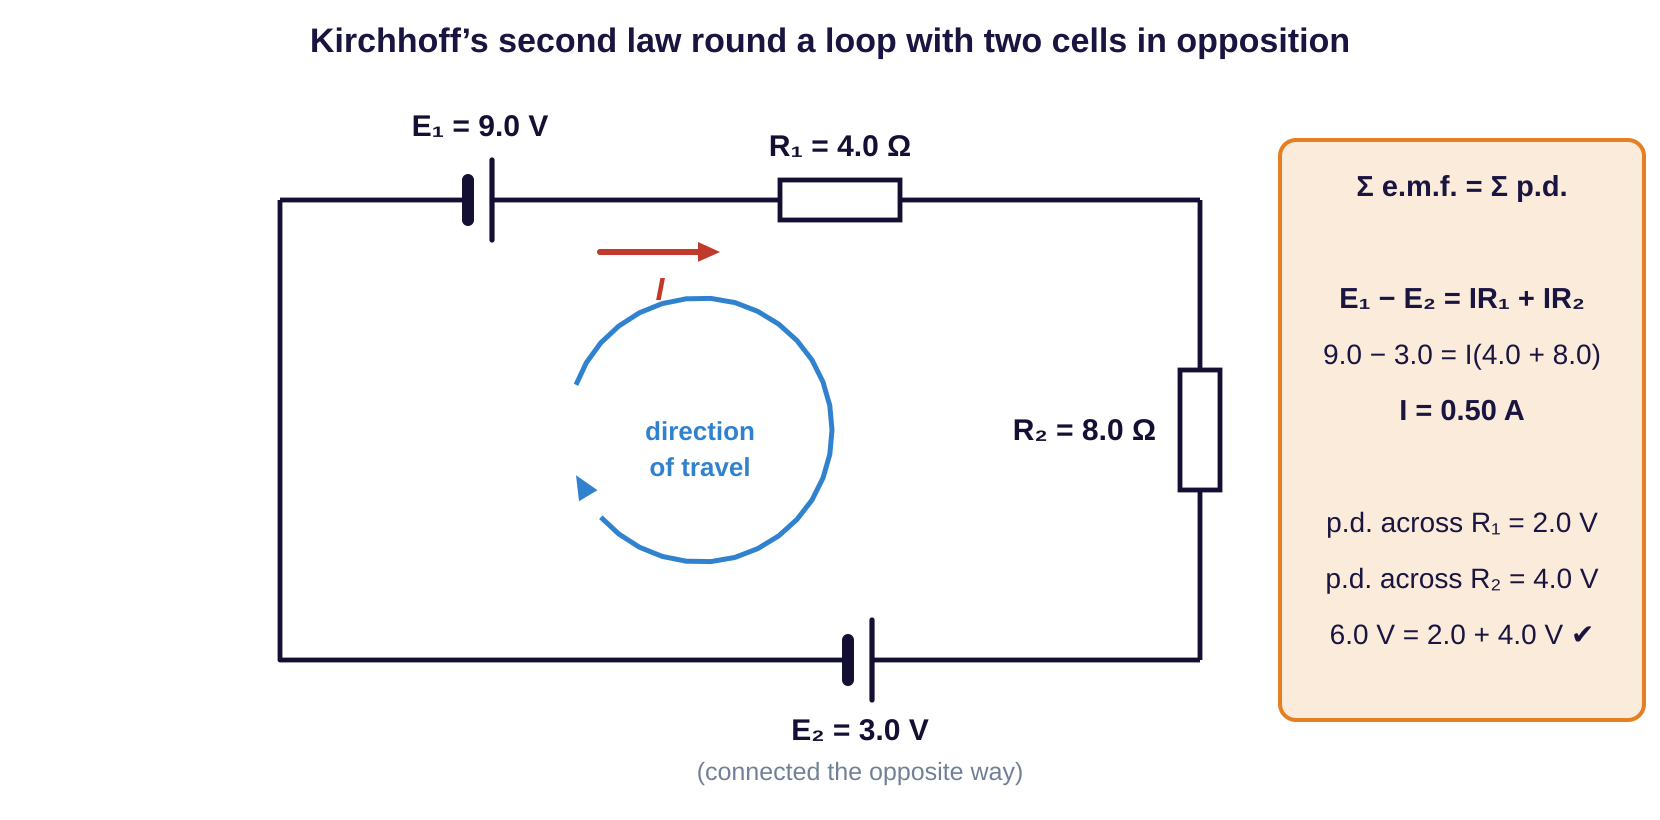 Kirchhoff’s second law round a loop with two cells in opposition
E₁ = 9.0 V
R₁ = 4.0 Ω
I
direction
of travel
R₂ = 8.0 Ω
E₂ = 3.0 V
(connected the opposite way)
Σ e.m.f. = Σ p.d.
E₁ − E₂ = IR₁ + IR₂
9.0 − 3.0 = I(4.0 + 8.0)
I = 0.50 A
p.d. across R₁ = 2.0 V
p.d. across R₂ = 4.0 V
6.0 V = 2.0 + 4.0 V ✔